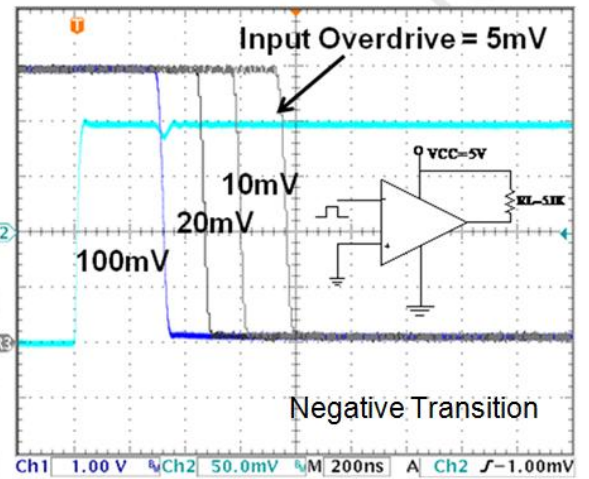 T
Input Overdrive = 5mV
VCC=5V
10mV
RL=5.1K
20mV
2
100mV
Negative Transition
Ch1 1.00 V Ch2 50.0mV M 200ns A Ch2 -1.00mV